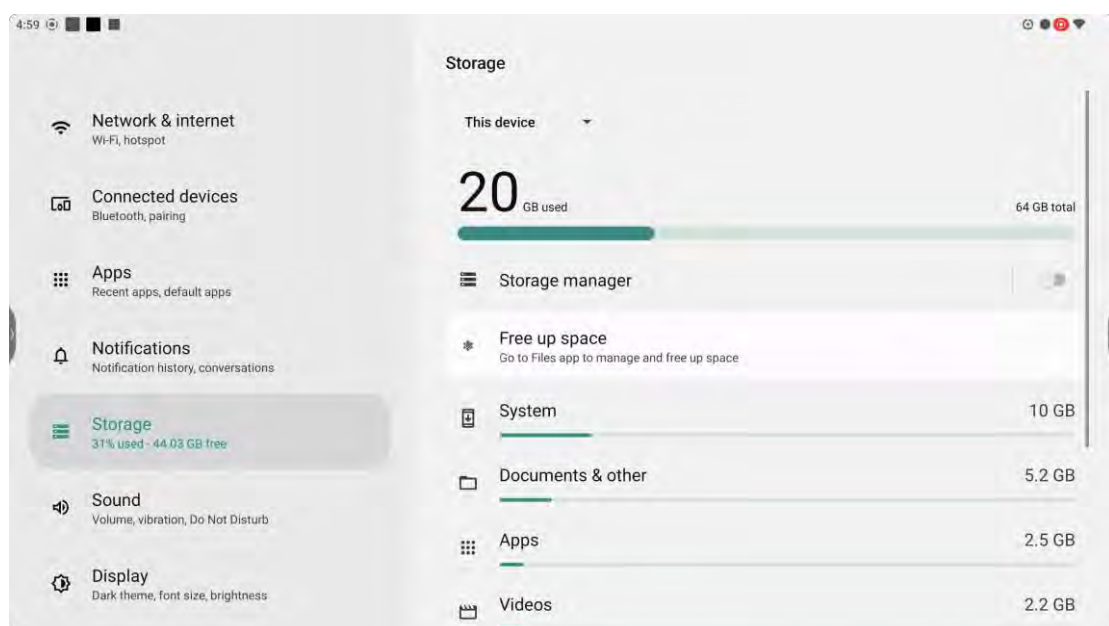 4:59
Network & internet
Wi-Fi, hotspot
Connected devices
Bluetooth, pairing
Apps
Recent apps, default apps
Notifications
Notification history, conversations
Storage
31% used - 44.03 GB free
Sound
Volume, vibration, Do Not Disturb
Display
Dark theme, font size, brightness
Storage
This device
20 GB used
64 GB total
Storage manager
Free up space
Go to Files app to manage and free up space
System 10 GB
Documents & other 5.2 GB
Apps 2.5 GB
Videos 2.2 GB